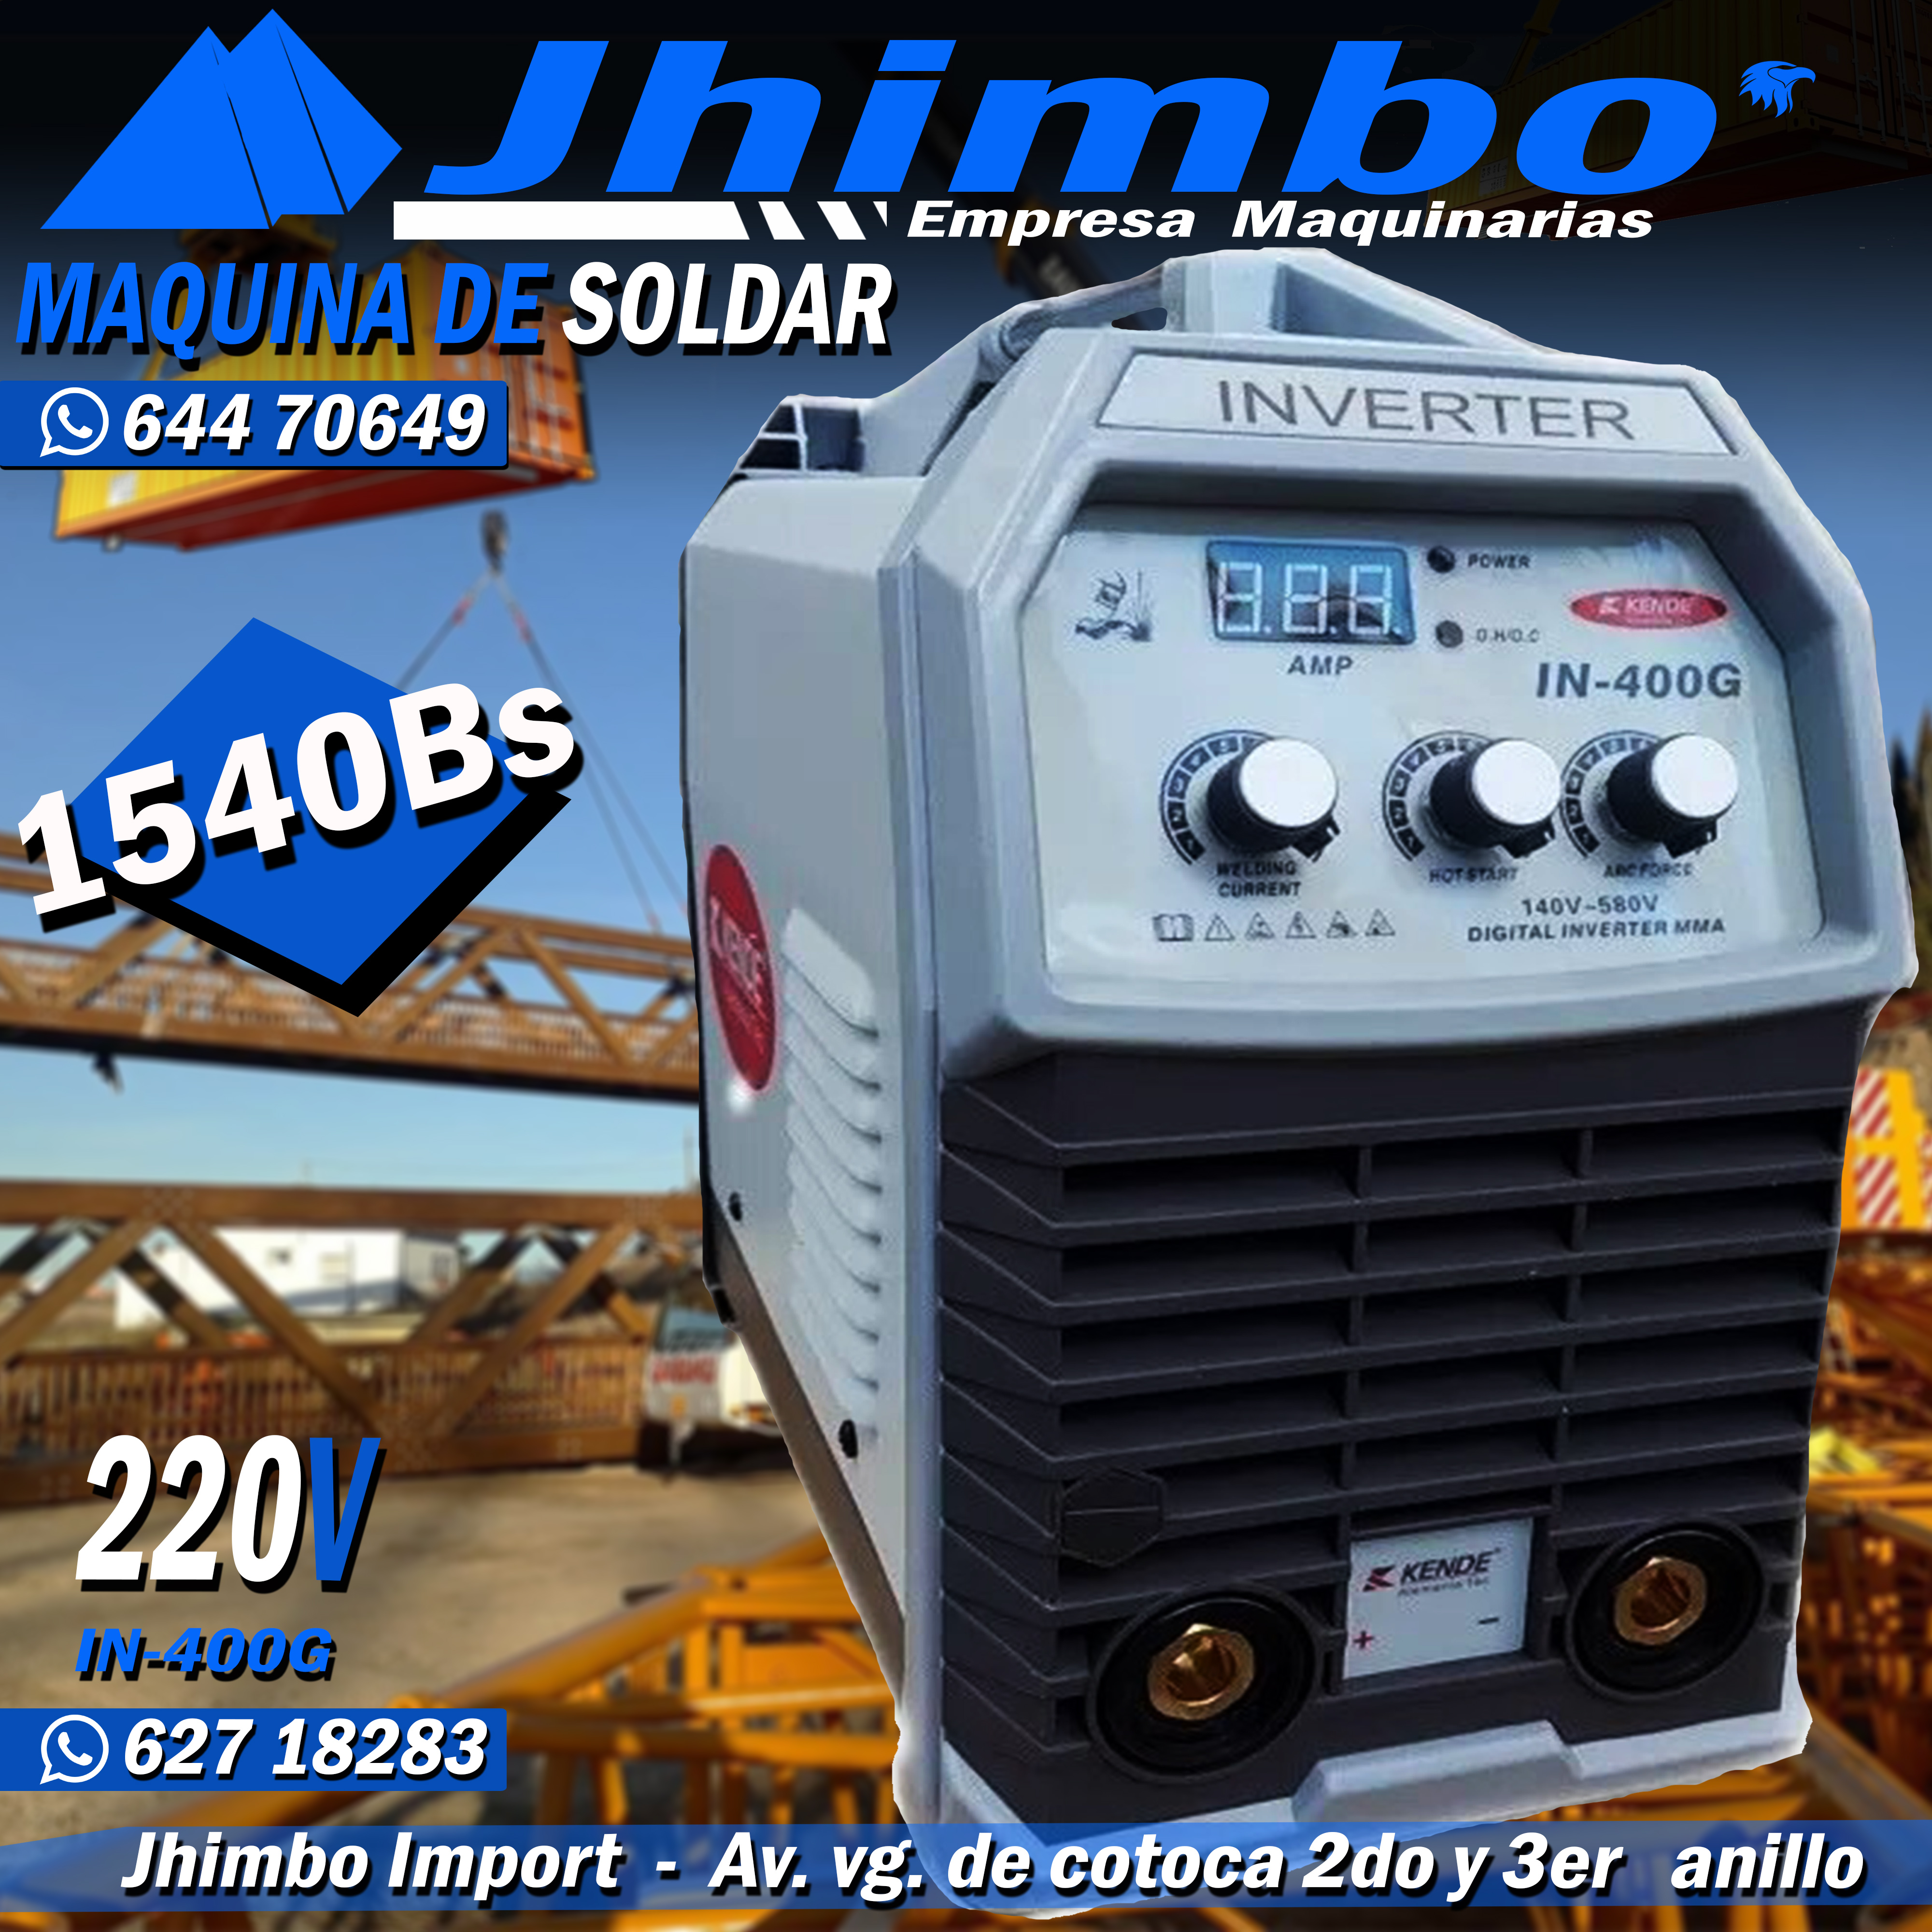 Jhimbo
Empresa Maquinarias
MAQUINA DE SOLDAR
644 70649
INVERTER
POWER
KENDE
O.H/O.C
AMP
IN-400G
1540Bs
WELDING
CURRENT
HOT START
ARC FORCE
140V~580V
DIGITAL INVERTER MMA
220V
IN-400G
KENDE
+ -
627 18283
Jhimbo Import - Av. vg. de cotoca 2do y 3er anillo